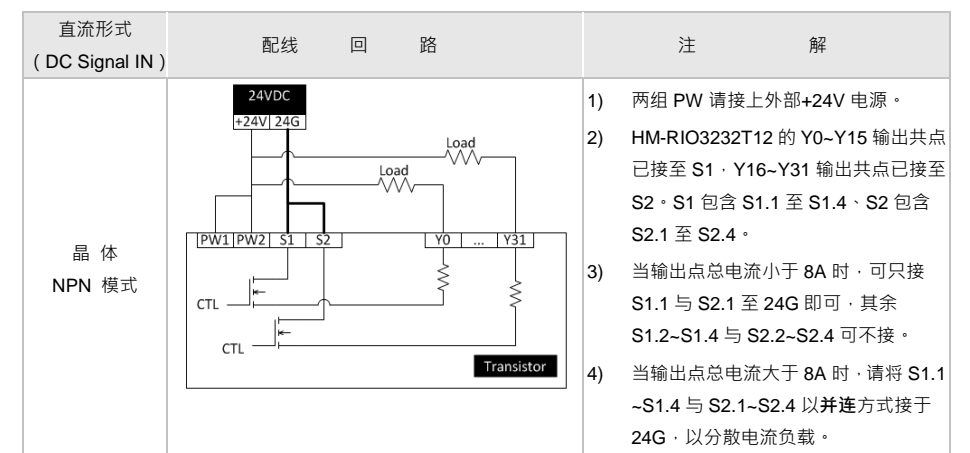 直流形式
（DC Signal IN）
配线 回 路
注 解
晶 体
NPN 模式
24VDC
+24V 24G
Load
Load
PW1 PW2 S1 S2 Y0 ... Y31
CTL
CTL
Transistor
1) 两组 PW 请接上外部+24V 电源。
2) HM-RIO3232T12 的 Y0~Y15 输出共点
已接至 S1，Y16~Y31 输出共点已接至
S2。S1 包含 S1.1 至 S1.4、S2 包含
S2.1 至 S2.4。
3) 当输出点总电流小于 8A 时，可只接
S1.1 与 S2.1 至 24G 即可，其余
S1.2~S1.4 与 S2.2~S2.4 可不接。
4) 当输出点总电流大于 8A 时，请将 S1.1
~S1.4 与 S2.1~S2.4 以并连方式接于
24G，以分散电流负载。